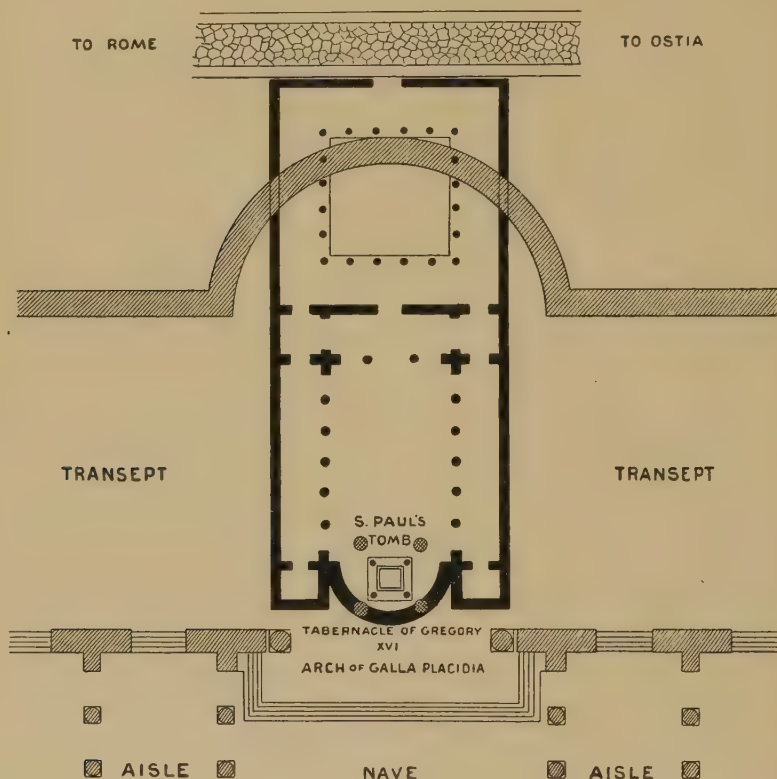 TO ROME
TO OSTIA
TRANSEPT
TRANSEPT
S. PAUL'S
TOMB
TABERNACLE OF GREGORY
XVI
ARCH OF GALLA PLACIDIA
AISLE
NAVE
AISLE